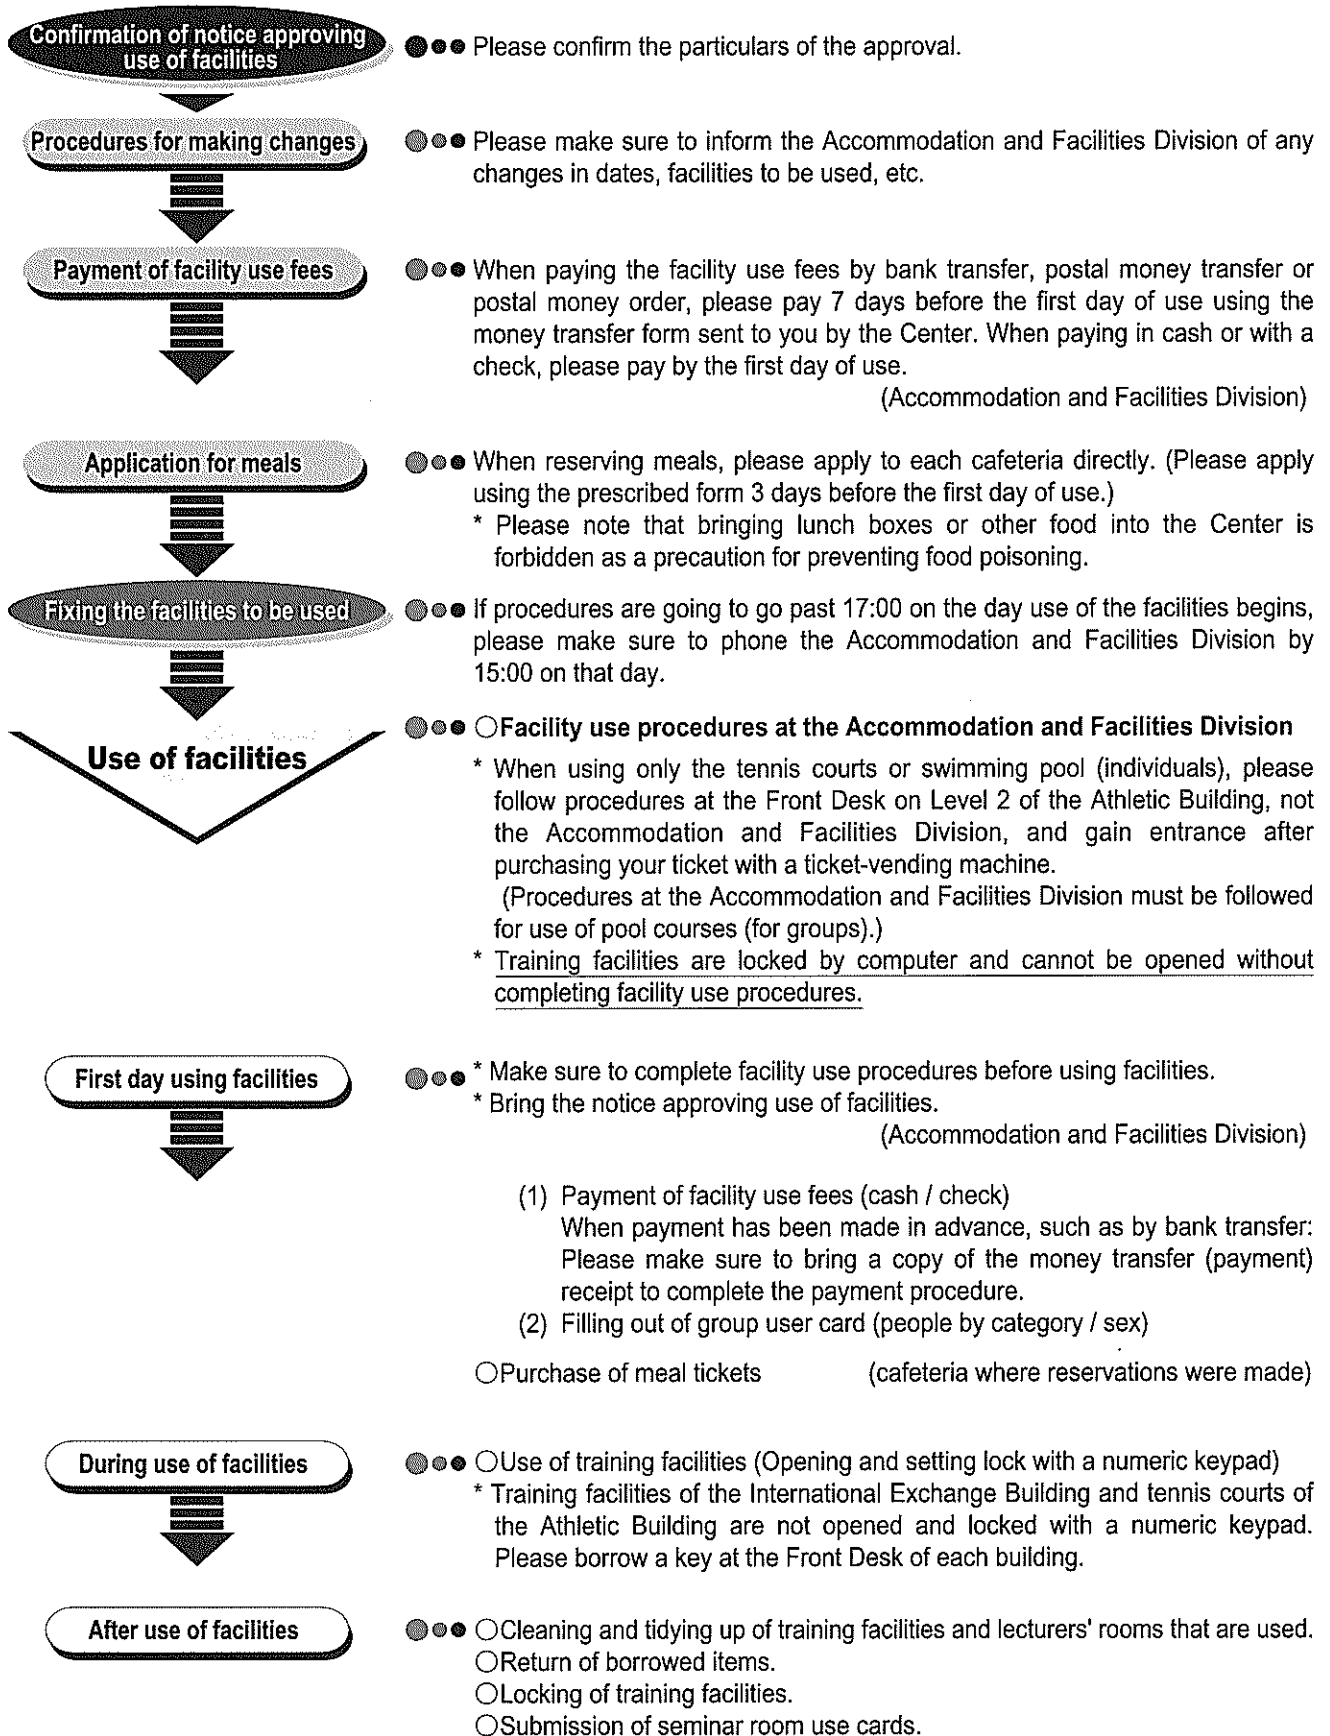 Confirmation of notice approving
use of facilities
●●● Please confirm the particulars of the approval.
Procedures for making changes
●●● Please make sure to inform the Accommodation and Facilities Division of any
changes in dates, facilities to be used, etc.
Payment of facility use fees
●●● When paying the facility use fees by bank transfer, postal money transfer or
postal money order, please pay 7 days before the first day of use using the
money transfer form sent to you by the Center. When paying in cash or with a
check, please pay by the first day of use.
(Accommodation and Facilities Division)
Application for meals
●●● When reserving meals, please apply to each cafeteria directly. (Please apply
using the prescribed form 3 days before the first day of use.)
* Please note that bringing lunch boxes or other food into the Center is
forbidden as a precaution for preventing food poisoning.
Fixing the facilities to be used
●●● If procedures are going to go past 17:00 on the day use of the facilities begins,
please make sure to phone the Accommodation and Facilities Division by
15:00 on that day.
Use of facilities
●●● ○Facility use procedures at the Accommodation and Facilities Division
* When using only the tennis courts or swimming pool (individuals), please
follow procedures at the Front Desk on Level 2 of the Athletic Building, not
the Accommodation and Facilities Division, and gain entrance after
purchasing your ticket with a ticket-vending machine.
(Procedures at the Accommodation and Facilities Division must be followed
for use of pool courses (for groups).)
* Training facilities are locked by computer and cannot be opened without
completing facility use procedures.
First day using facilities
●●● * Make sure to complete facility use procedures before using facilities.
* Bring the notice approving use of facilities.
(Accommodation and Facilities Division)
(1) Payment of facility use fees (cash / check)
When payment has been made in advance, such as by bank transfer:
Please make sure to bring a copy of the money transfer (payment)
receipt to complete the payment procedure.
(2) Filling out of group user card (people by category / sex)
○Purchase of meal tickets (cafeteria where reservations were made)
During use of facilities
●●● ○Use of training facilities (Opening and setting lock with a numeric keypad)
* Training facilities of the International Exchange Building and tennis courts of
the Athletic Building are not opened and locked with a numeric keypad.
Please borrow a key at the Front Desk of each building.
After use of facilities
●●● ○Cleaning and tidying up of training facilities and lecturers' rooms that are used.
○Return of borrowed items.
○Locking of training facilities.
○Submission of seminar room use cards.